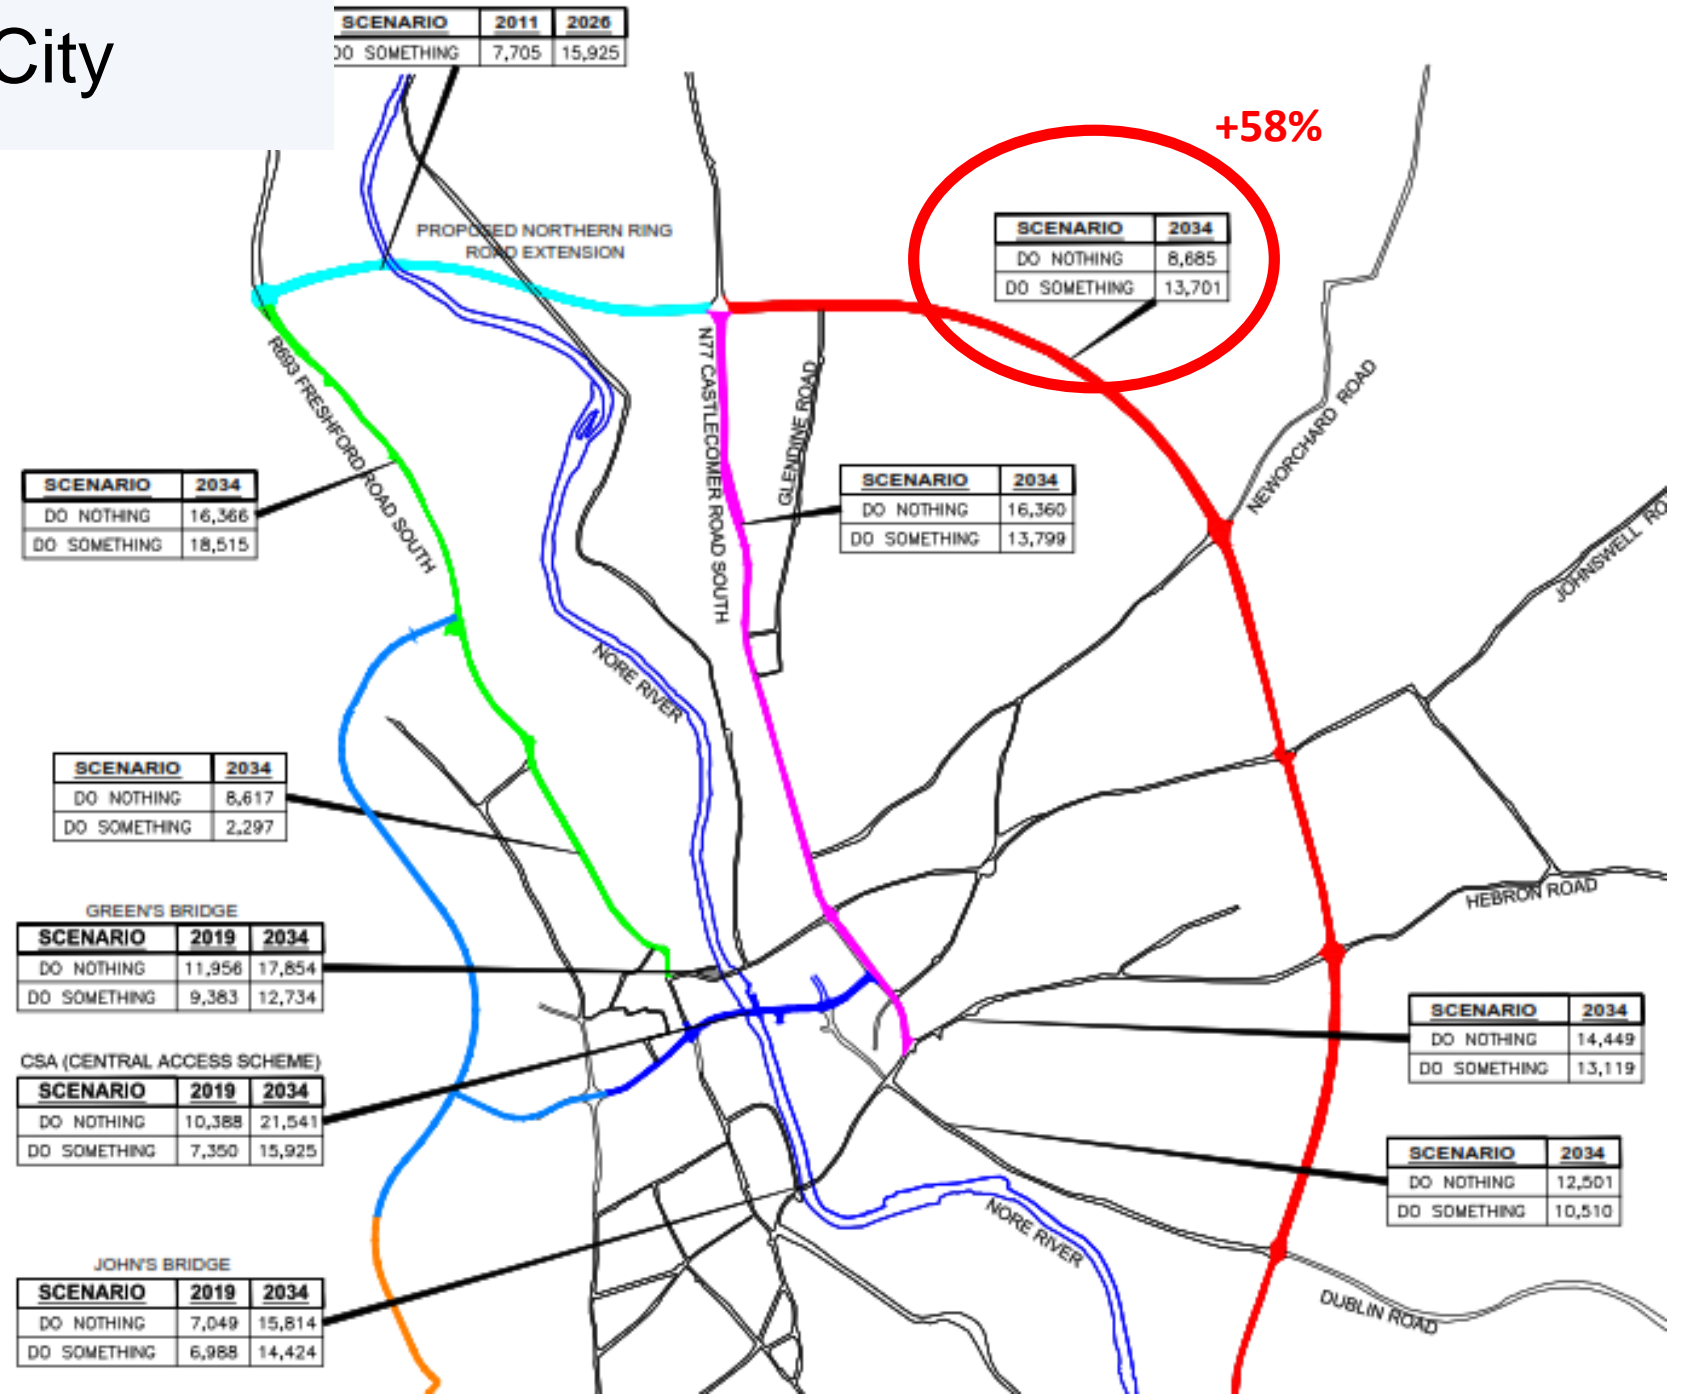 City
SCENARIO 2011 2026
DO SOMETHING 7,705 15,925
+58%
PROPOSED NORTHERN RING
ROAD EXTENSION
SCENARIO 2034
DO NOTHING 8,685
DO SOMETHING 13,701
R693 FRESHFORD ROAD SOUTH
N77 CASTLECOMER ROAD SOUTH
GLENDINE ROAD
NEWORCHARD ROAD
JOHNSWELL RO
SCENARIO 2034
DO NOTHING 16,366
DO SOMETHING 18,515
SCENARIO 2034
DO NOTHING 16,360
DO SOMETHING 13,799
NORE RIVER
SCENARIO 2034
DO NOTHING 8,617
DO SOMETHING 2,297
HEBRON ROAD
GREEN'S BRIDGE
SCENARIO 2019 2034
DO NOTHING 11,956 17,854
DO SOMETHING 9,383 12,734
SCENARIO 2034
DO NOTHING 14,449
DO SOMETHING 13,119
CSA (CENTRAL ACCESS SCHEME)
SCENARIO 2019 2034
DO NOTHING 10,388 21,541
DO SOMETHING 7,350 15,925
SCENARIO 2034
DO NOTHING 12,501
DO SOMETHING 10,510
NORE RIVER
DUBLIN ROAD
JOHN'S BRIDGE
SCENARIO 2019 2034
DO NOTHING 7,049 15,814
DO SOMETHING 6,988 14,424